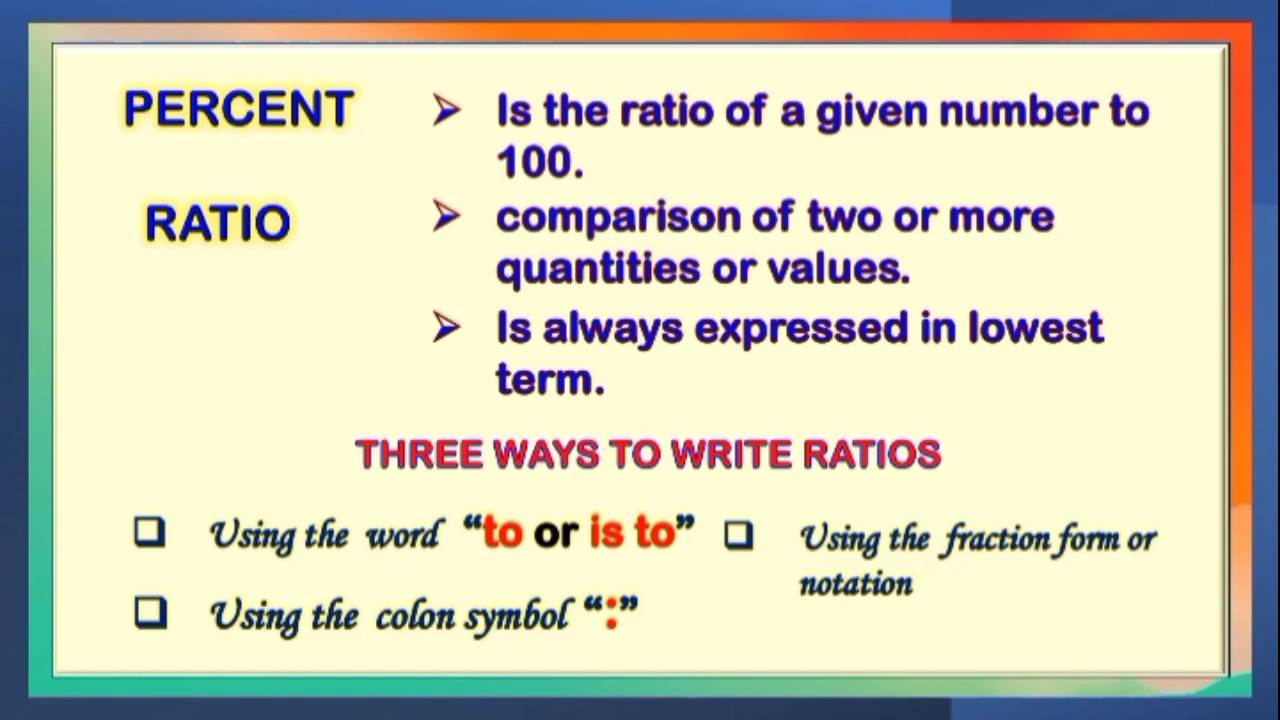 PERCENT
➢ Is the ratio of a given number to
100.
RATIO
➢ comparison of two or more
quantities or values.
➢ Is always expressed in lowest
term.
THREE WAYS TO WRITE RATIOS
❑ Using the word “to or is to”
❑ Using the colon symbol “:”
❑ Using the fraction form or
notation